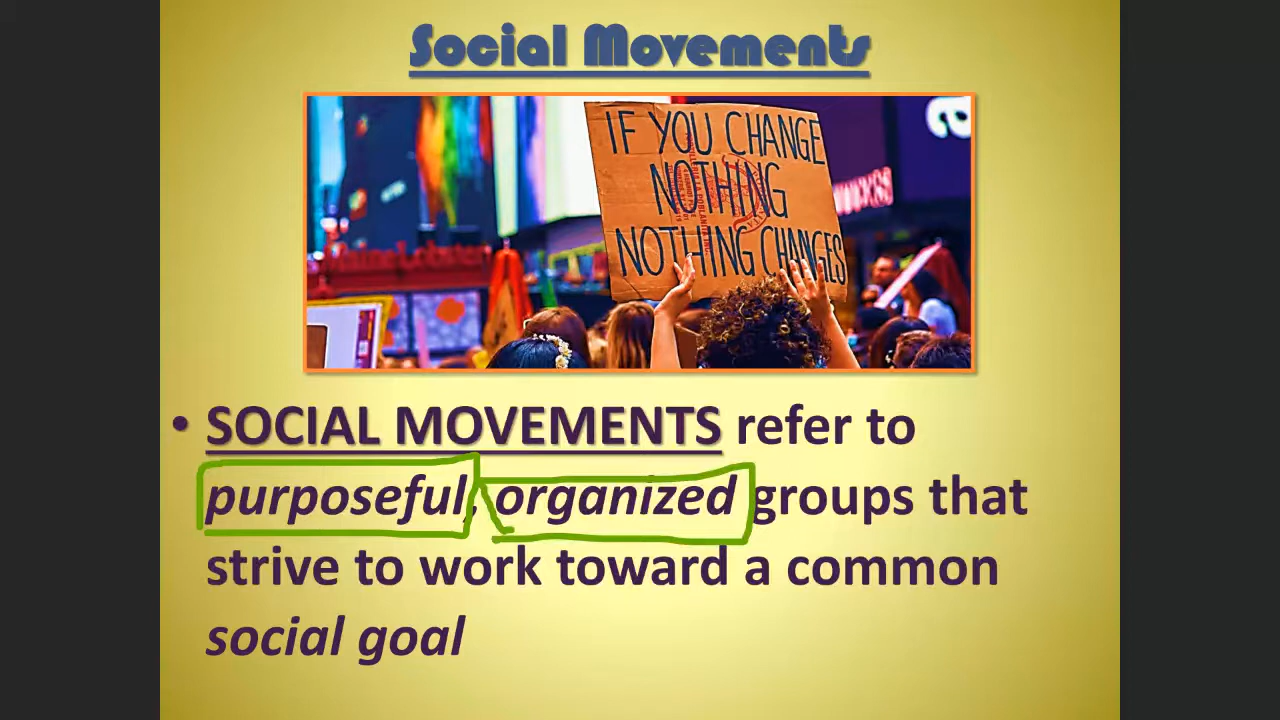 Social Movements
IF YOU CHANGE
NOTHING
NOTHING CHANGES
• SOCIAL MOVEMENTS refer to
purposeful, organized groups that
strive to work toward a common
social goal